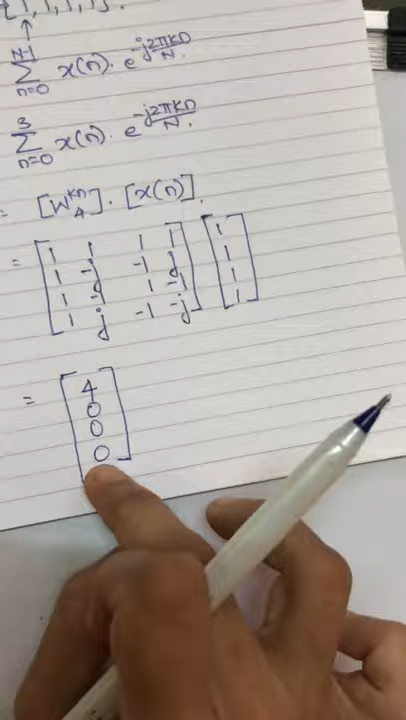 {1, 1, 1, 1}.
N-1
∑ x(n). e^-j2πkn/N.
n=0
3
∑ x(n). e^-j2πkn/N.
n=0
= [W₄^kn] . [x(n)].
= [1 1 1 1] [1]
[1 -j -1 j] [1]
[1 -1 1 -1] [1]
[1 j -1 -j] [1]
= [4]
[0]
[0]
[0]